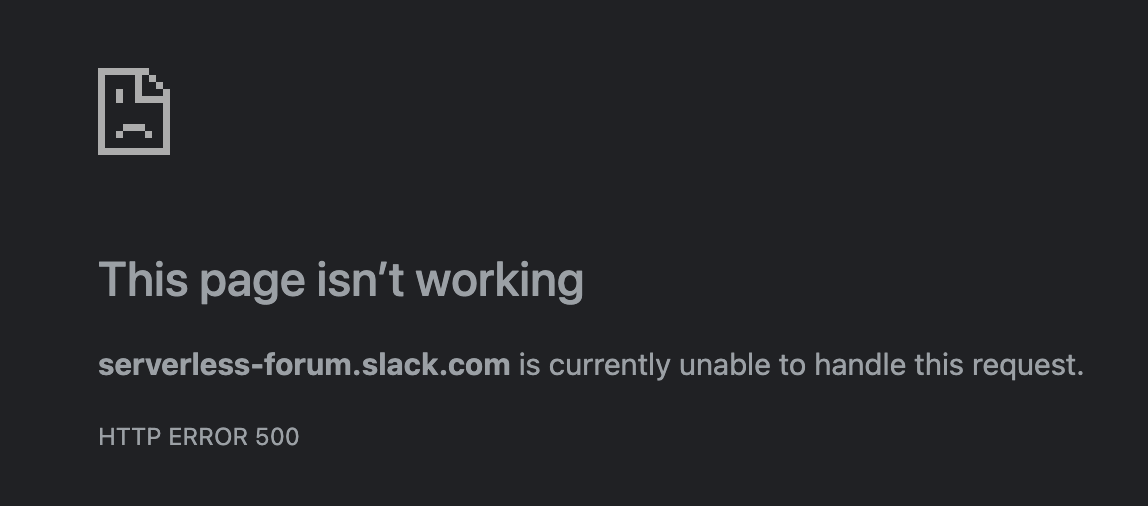 This page isn’t working
serverless-forum.slack.com is currently unable to handle this request.
HTTP ERROR 500